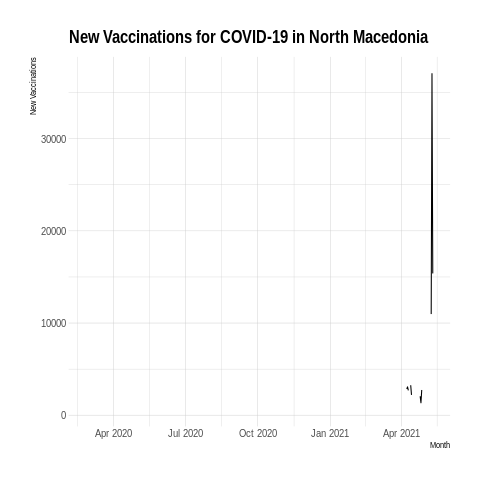 New Vaccinations for COVID-19 in North Macedonia
New Vaccinations
30000
20000
10000
0
Apr 2020 Jul 2020 Oct 2020 Jan 2021 Apr 2021
Month